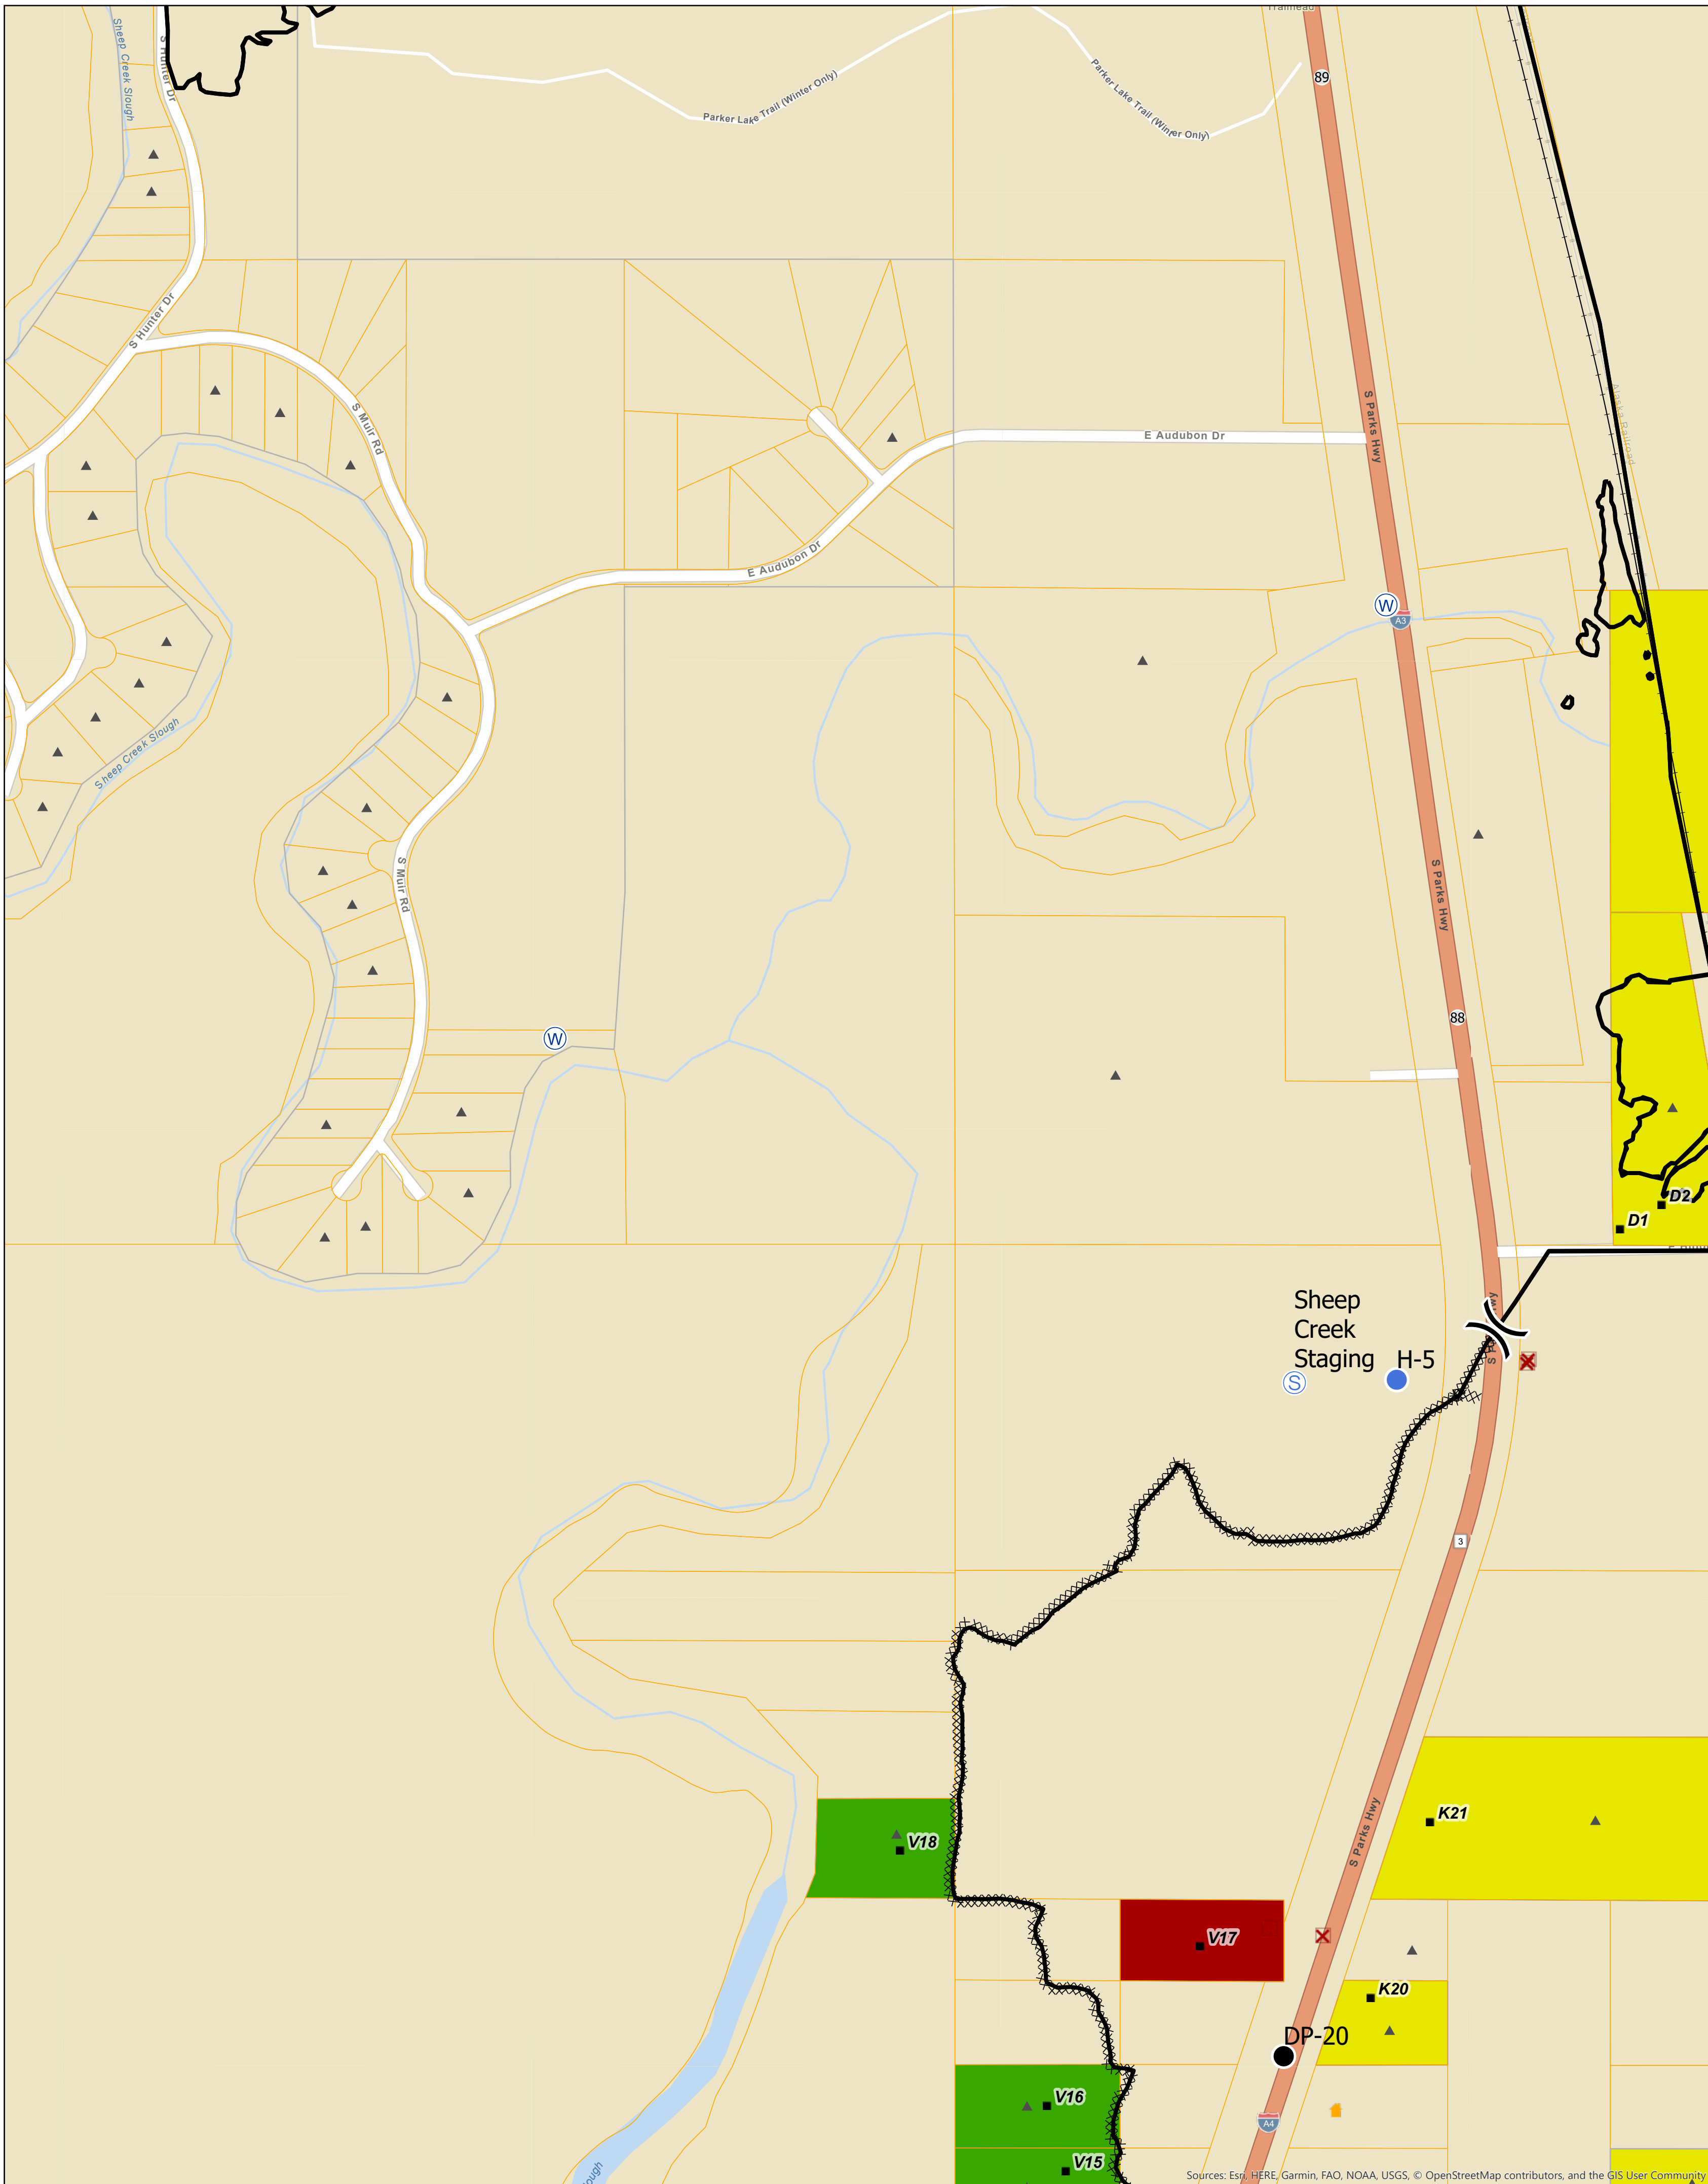 Trailhead
Sheep Creek Slough
S Hunter Dr
89
Parker Lake Trail (Winter Only)
Parker Lake Trail (Winter Only)
S Hunter Dr
S Muir Rd
S Parks Hwy
Alaska Railroad
E Audubon Dr
E Audubon Dr
W
A3
Sheep Creek Slough
S Muir Rd
S Parks Hwy
88
W
D2
D1
Sheep
Creek
Staging
H-5
S
3
S Parks Hwy
K21
V18
V17
K20
DP-20
V16
A4
V15
Sources: Esri, HERE, Garmin, FAO, NOAA, USGS, © OpenStreetMap contributors, and the GIS User Community